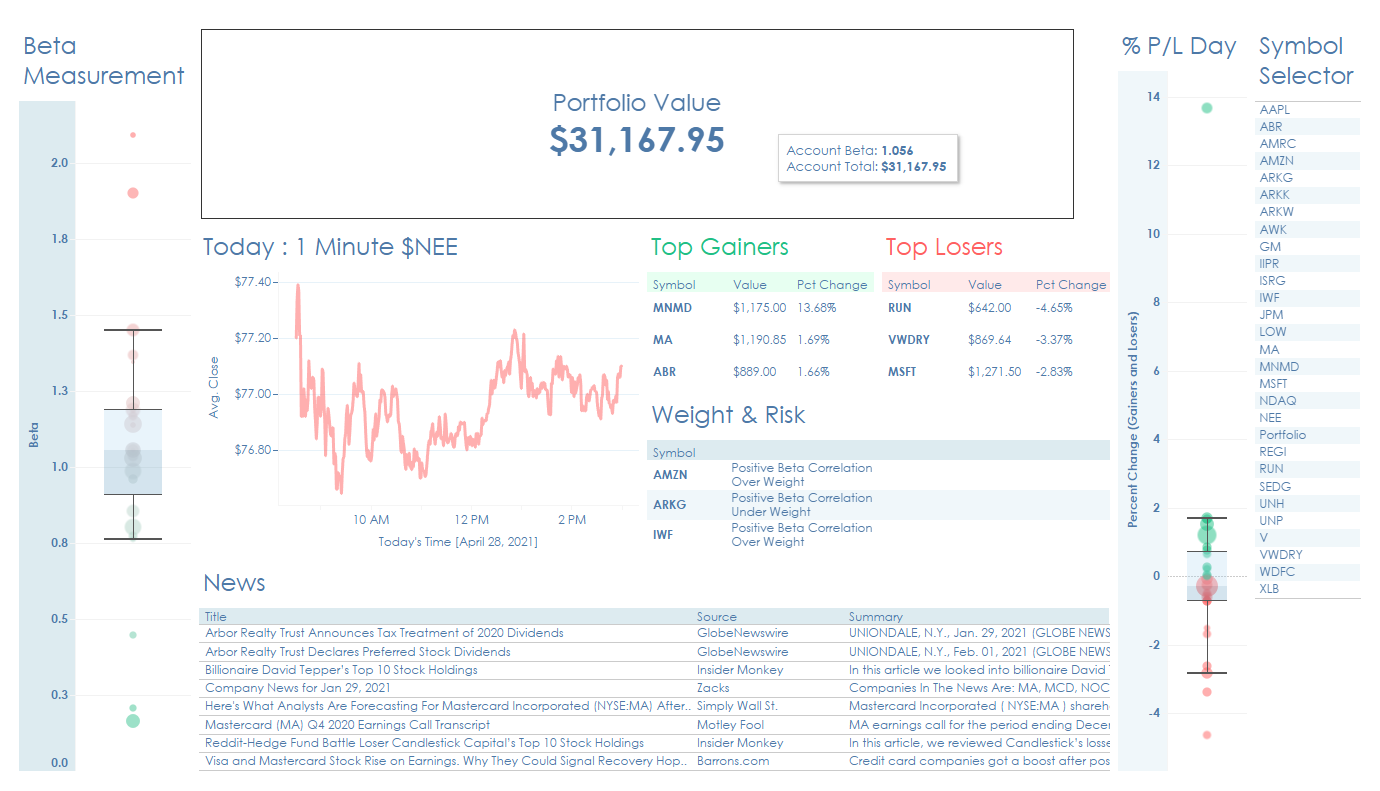 Beta
Measurement
Beta
2.0
1.8
1.5
1.3
1.0
0.8
0.5
0.3
0.0
Portfolio Value
$31,167.95
Account Beta: 1.056
Account Total: $31,167.95
Today : 1 Minute $NEE
Avg. Close
$77.40
$77.20
$77.00
$76.80
10 AM 12 PM 2 PM
Today's Time [April 28, 2021]
Top Gainers
Symbol Value Pct Change
MNMD $1,175.00 13.68%
MA $1,190.85 1.69%
ABR $889.00 1.66%
Top Losers
Symbol Value Pct Change
RUN $642.00 -4.65%
VWDRY $869.64 -3.37%
MSFT $1,271.50 -2.83%
Weight & Risk
Symbol
AMZN Positive Beta Correlation
Over Weight
ARKG Positive Beta Correlation
Under Weight
IWF Positive Beta Correlation
Over Weight
News
Title Source Summary
Arbor Realty Trust Announces Tax Treatment of 2020 Dividends GlobeNewswire UNIONDALE, N.Y., Jan. 29, 2021 (GLOBE NEWS
Arbor Realty Trust Declares Preferred Stock Dividends GlobeNewswire UNIONDALE, N.Y., Feb. 01, 2021 (GLOBE NEWS
Billionaire David Tepper's Top 10 Stock Holdings Insider Monkey In this article we looked into billionaire David
Company News for Jan 29, 2021 Zacks Companies In The News Are: MA, MCD, NOC
Here's What Analysts Are Forecasting For Mastercard Incorporated (NYSE:MA) After.. Simply Wall St. Mastercard Incorporated ( NYSE:MA ) shareh
Mastercard (MA) Q4 2020 Earnings Call Transcript Motley Fool MA earnings call for the period ending Decer
Reddit-Hedge Fund Battle Loser Candlestick Capital's Top 10 Stock Holdings Insider Monkey In this article, we reviewed Candlestick's losse
Visa and Mastercard Stock Rise on Earnings. Why They Could Signal Recovery Hop.. Barrons.com Credit card companies got a boost after pos
% P/L Day
Percent Change (Gainers and Losers)
14
12
10
8
6
4
2
0
-2
-4
Symbol
Selector
AAPL
ABR
AMRC
AMZN
ARKG
ARKK
ARKW
AWK
GM
IIPR
ISRG
IWF
JPM
LOW
MA
MNMD
MSFT
NDAQ
NEE
Portfolio
REGI
RUN
SEDG
UNH
UNP
V
VWDRY
WDFC
XLB